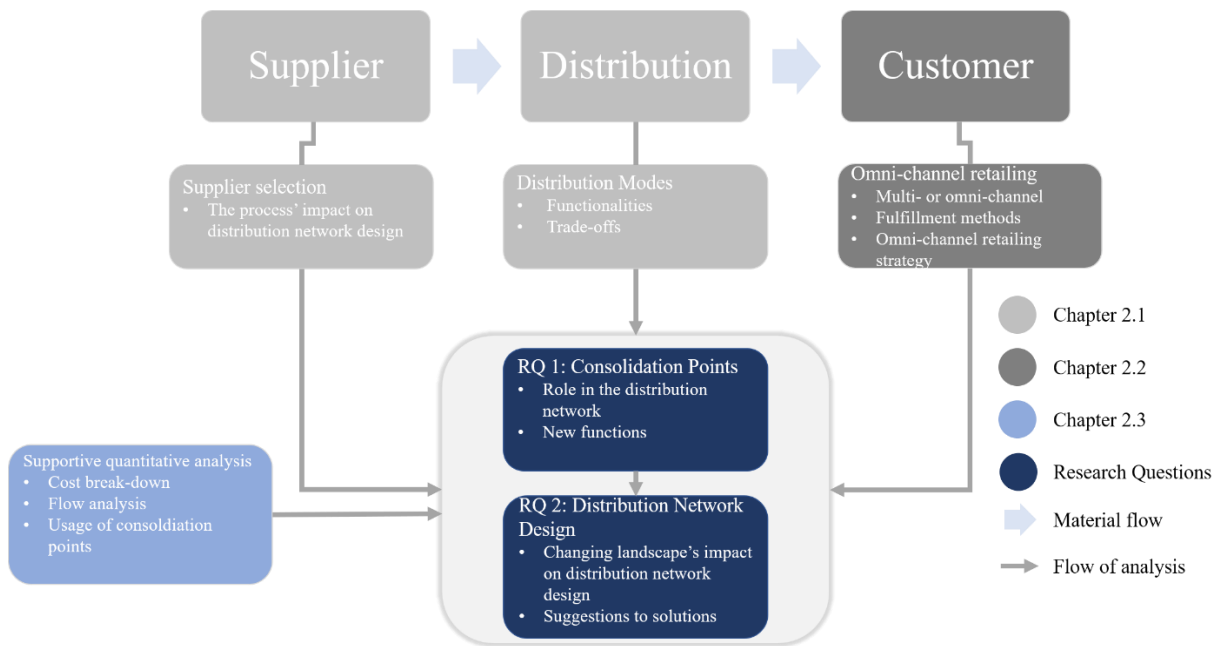 Supplier
Distribution
Customer
Supplier selection
• The process’ impact on
distribution network design
Distribution Modes
• Functionalities
• Trade-offs
Omni-channel retailing
• Multi- or omni-channel
• Fulfillment methods
• Omni-channel retailing
strategy
RQ 1: Consolidation Points
• Role in the distribution
network
• New functions
RQ 2: Distribution Network
Design
• Changing landscape’s impact
on distribution network
design
• Suggestions to solutions
Supportive quantitative analysis
• Cost break-down
• Flow analysis
• Usage of consoldiation
points
Chapter 2.1
Chapter 2.2
Chapter 2.3
Research Questions
Material flow
Flow of analysis